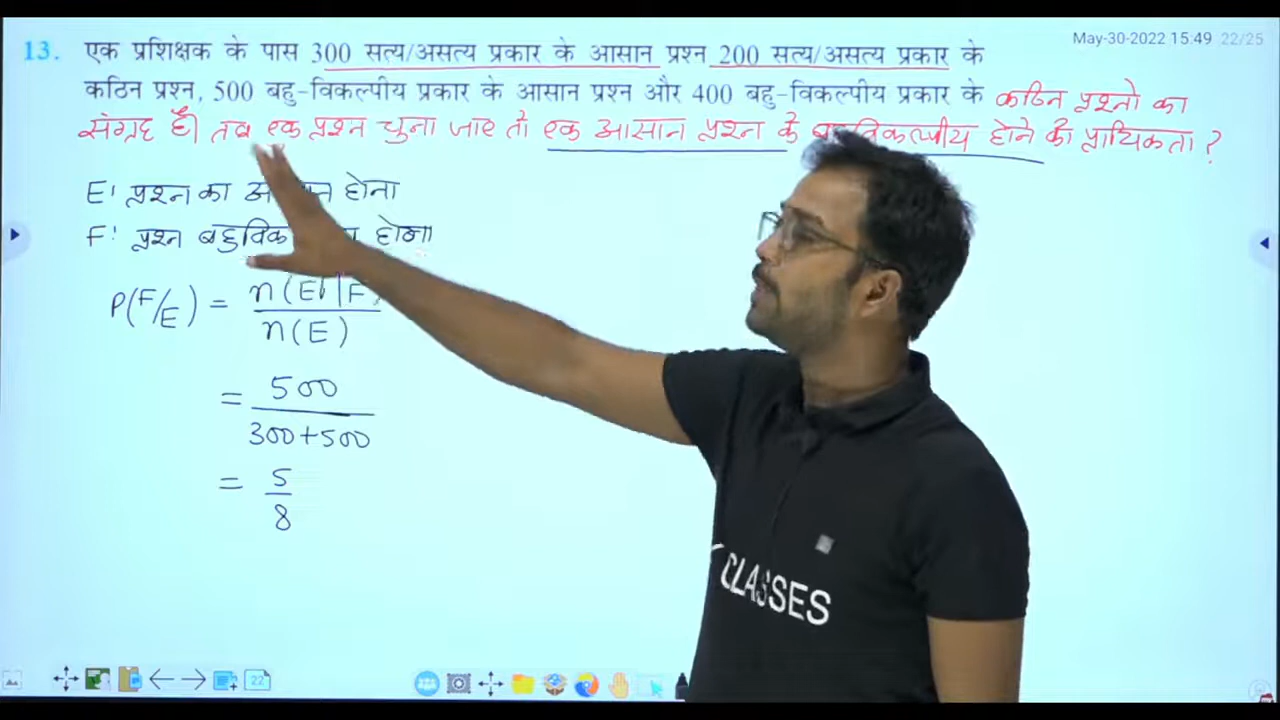 May-30-2022 15:49 22/25
13. एक प्रशिक्षक के पास 300 सत्य/असत्य प्रकार के आसान प्रश्न 200 सत्य/असत्य प्रकार के
कठिन प्रश्न, 500 बहु-विकल्पीय प्रकार के आसान प्रश्न और 400 बहु-विकल्पीय प्रकार के कठिन प्रश्नो का
संग्रह है। तब एक प्रश्न चुना जाए तो एक आसान प्रश्न के बहुविकल्पीय होने की प्रायिकता ?
E: प्रश्न का होना
F: प्रश्न होना
P(F/E) = n(E∩F)
n(E)
= 500
300+500
= 5
8
22
CLASSES